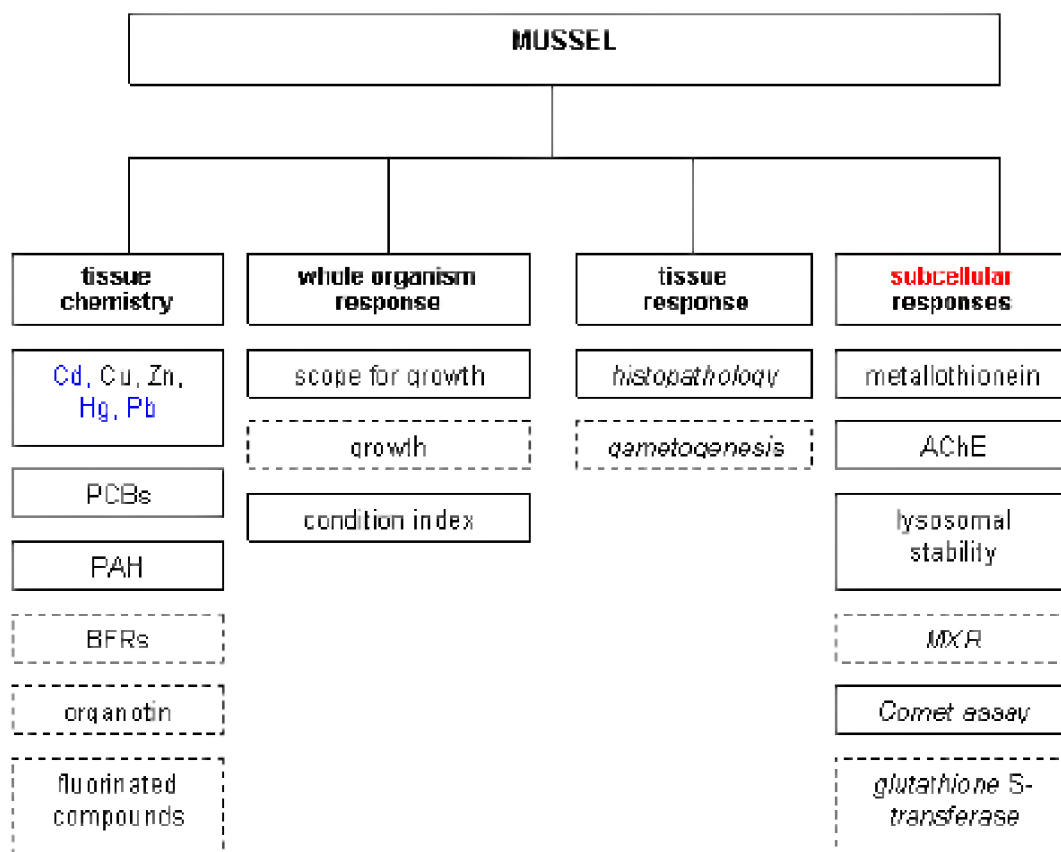 MUSSEL
tissue
chemistry
Cd, Cu, Zn,
Hg, Pb
PCBs
PAH
BFRs
organotin
fluorinated
compounds
whole organism
response
scope for growth
growth
condition index
tissue
response
histopathology
gametogenesis
subcellular
responses
metallothionein
AChE
lysosomal
stability
MXR
Comet assay
glutathione S-
transferase